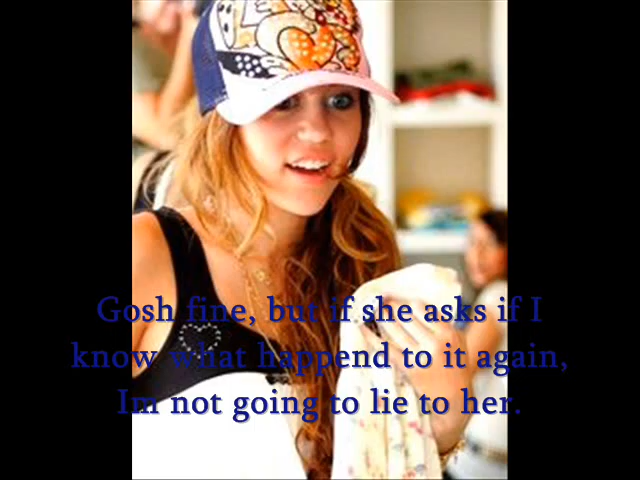 Gosh fine, but if she asks if I
know what happend to it again,
Im not going to lie to her.